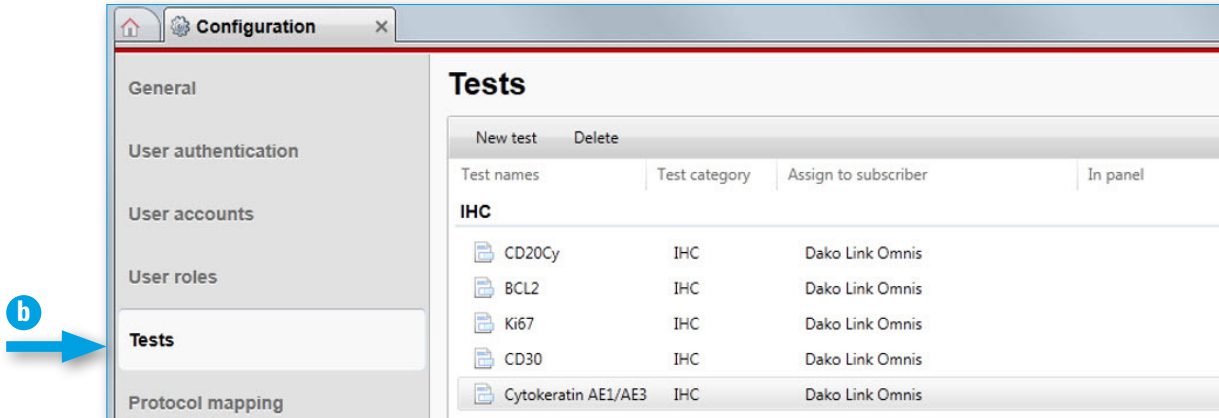 Configuration
General
User authentication
User accounts
User roles
b
Tests
Protocol mapping
Tests
New test Delete
Test names Test category Assign to subscriber In panel
IHC
CD20Cy IHC Dako Link Omnis
BCL2 IHC Dako Link Omnis
Ki67 IHC Dako Link Omnis
CD30 IHC Dako Link Omnis
Cytokeratin AE1/AE3 IHC Dako Link Omnis